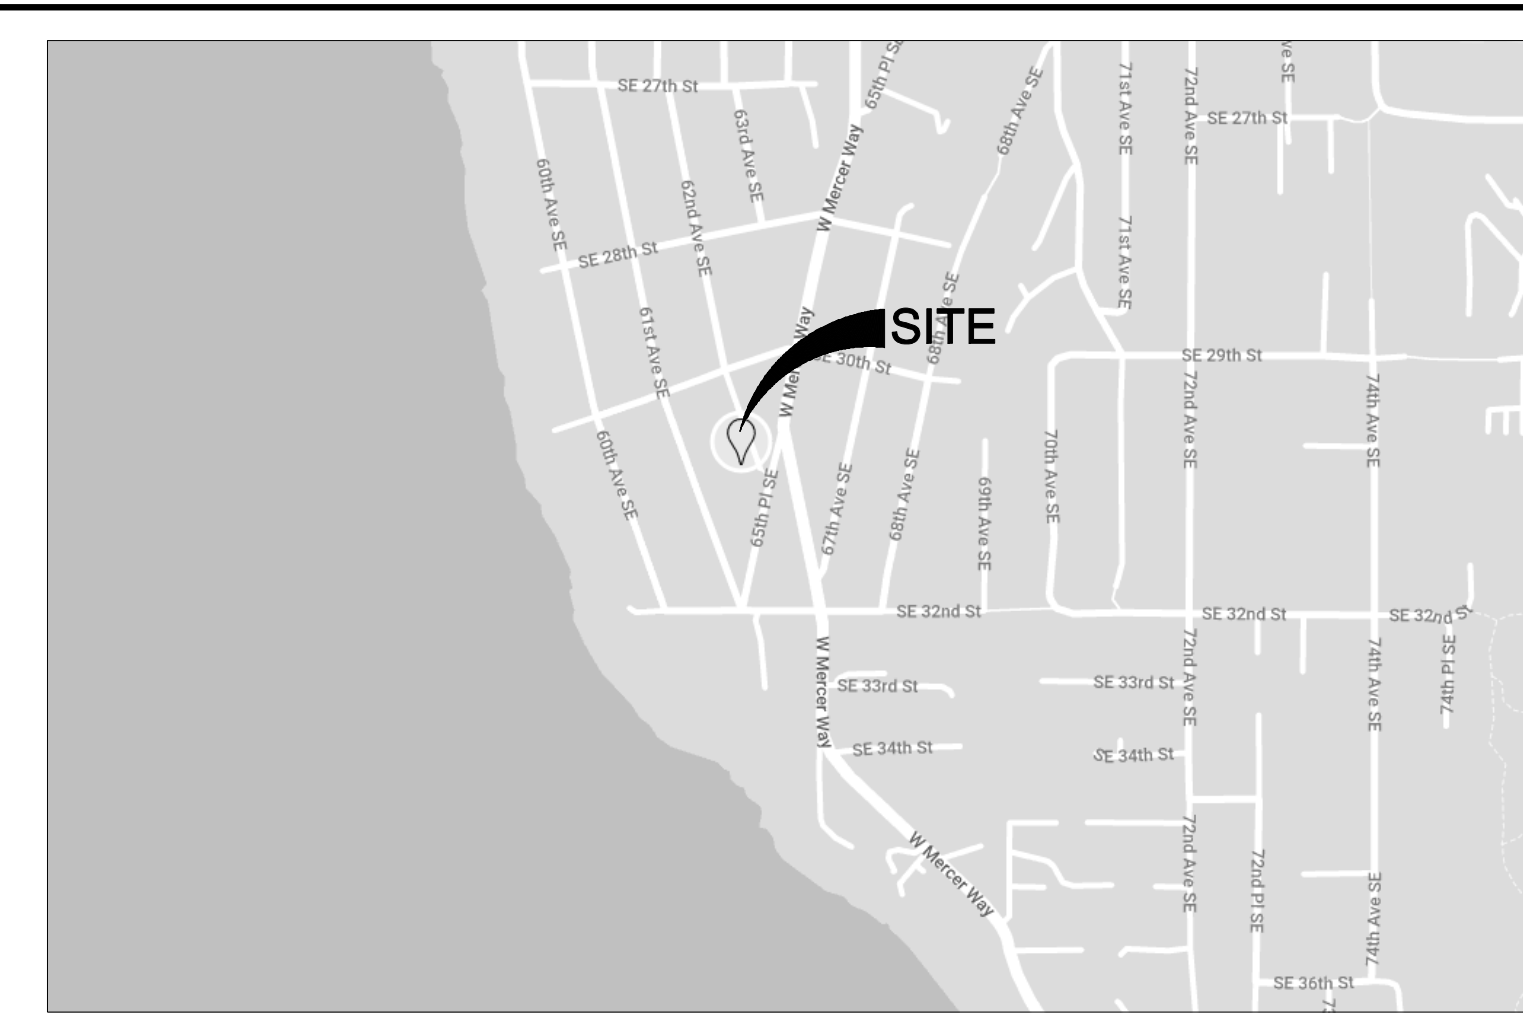 65th Pl S
ve SE
SE 27th St
63rd Ave SE
68th Ave SE
71st Ave SE
72nd Ave SE
SE 27th St
W Mercer Way
60th Ave SE
62nd Ave SE
SE 28th St
71st Ave SE
68th Ave SE
61st Ave SE
Way
SITE
SE 30th St
W Mer
SE 29th St
72nd Ave SE
74th Ave SE
60th Ave SE
65th Pl SE
67th Ave SE
68th Ave SE
69th Ave SE
70th Ave SE
SE 32nd St
SE 32nd St
SE 32nd St
W Mercer Way
SE 33rd St
SE 33rd St
72nd Ave SE
74th Ave SE
74th Pl SE
SE 34th St
SE 34th St
W Mercer Way
72nd Ave SE
72nd Pl SE
74th Ave SE
SE 36th St